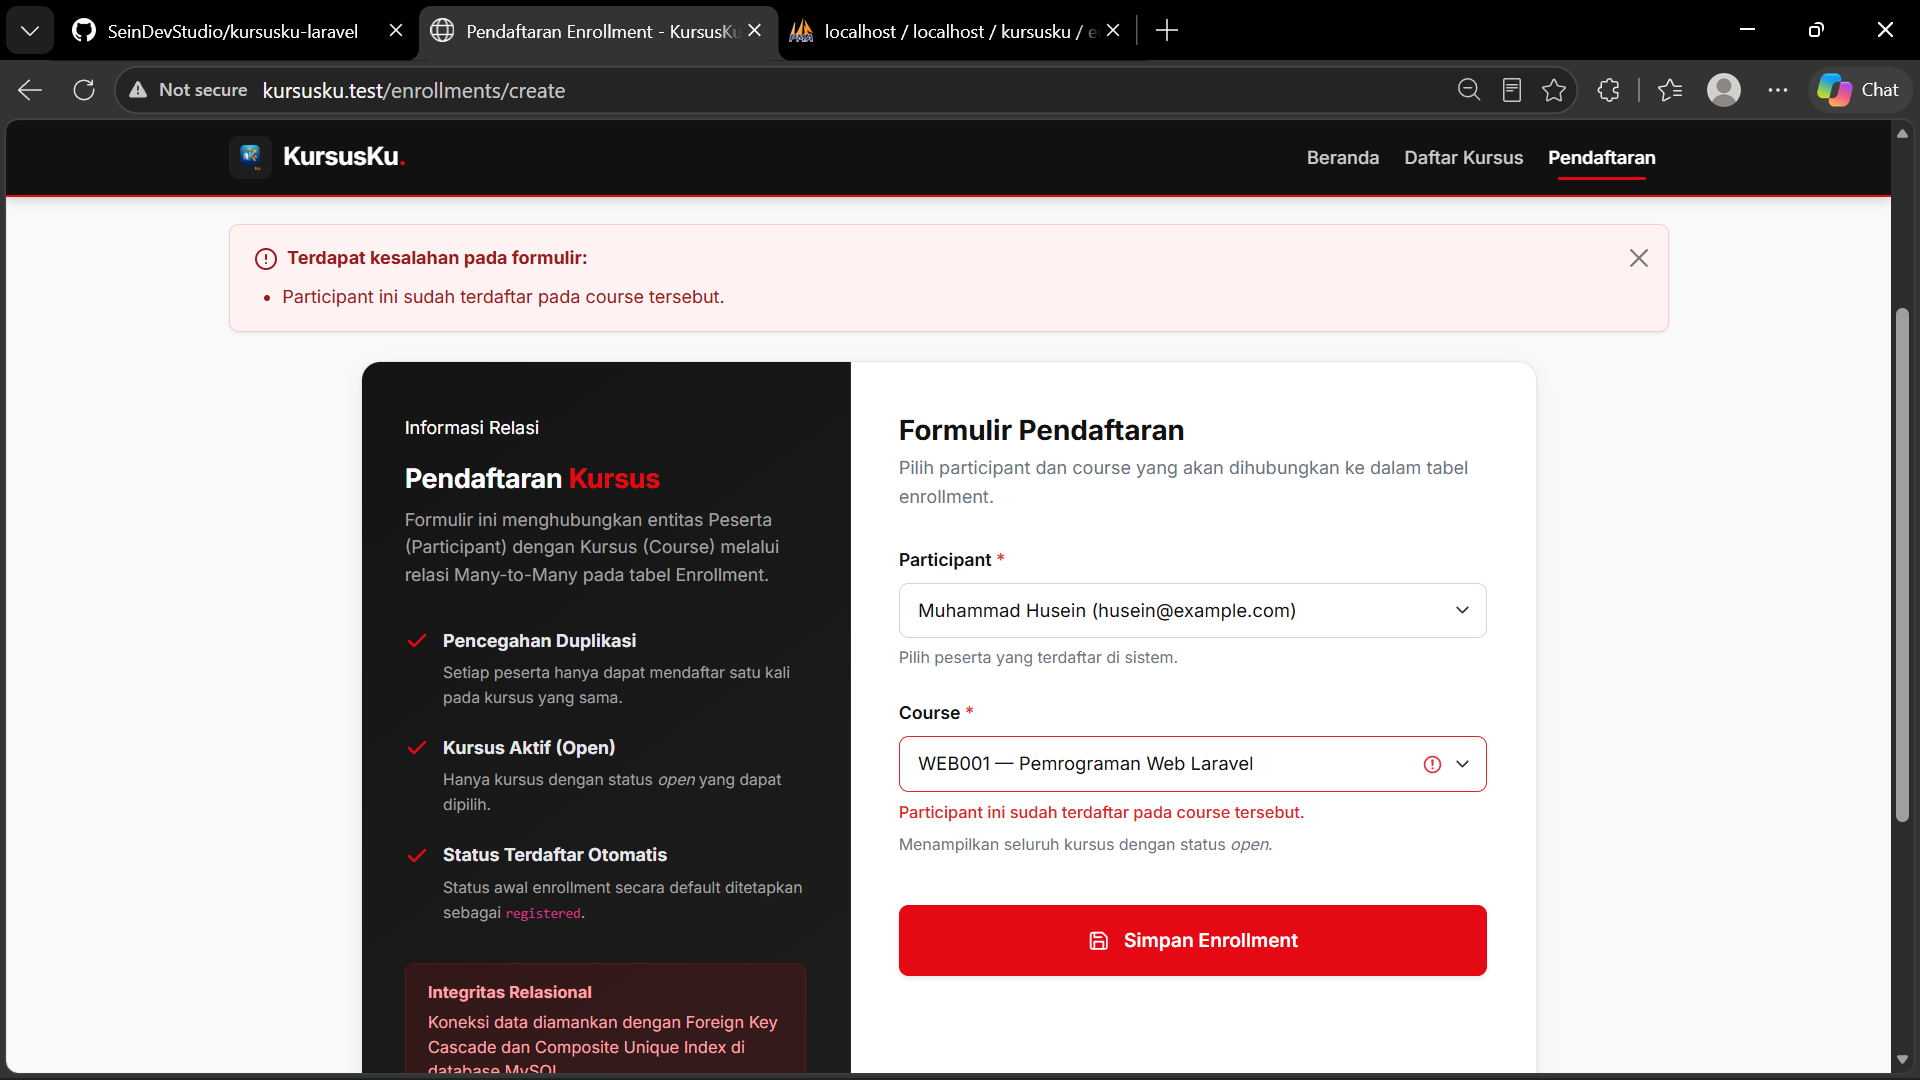 SeinDevStudio/kursusku-laravel
Pendaftaran Enrollment - KursusKu
localhost / localhost / kursusku / e
Not secure
kursusku.test/enrollments/create
Chat
KursusKu.
Beranda
Daftar Kursus
Pendaftaran
Terdapat kesalahan pada formulir:
• Participant ini sudah terdaftar pada course tersebut.
Informasi Relasi
Pendaftaran Kursus
Formulir ini menghubungkan entitas Peserta
(Participant) dengan Kursus (Course) melalui
relasi Many-to-Many pada tabel Enrollment.
Pencegahan Duplikasi
Setiap peserta hanya dapat mendaftar satu kali
pada kursus yang sama.
Kursus Aktif (Open)
Hanya kursus dengan status open yang dapat
dipilih.
Status Terdaftar Otomatis
Status awal enrollment secara default ditetapkan
sebagai registered.
Integritas Relasional
Koneksi data diamankan dengan Foreign Key
Cascade dan Composite Unique Index di
database MySQL
Formulir Pendaftaran
Pilih participant dan course yang akan dihubungkan ke dalam tabel
enrollment.
Participant *
Muhammad Husein (husein@example.com)
Pilih peserta yang terdaftar di sistem.
Course *
WEB001 — Pemrograman Web Laravel
Participant ini sudah terdaftar pada course tersebut.
Menampilkan seluruh kursus dengan status open.
Simpan Enrollment